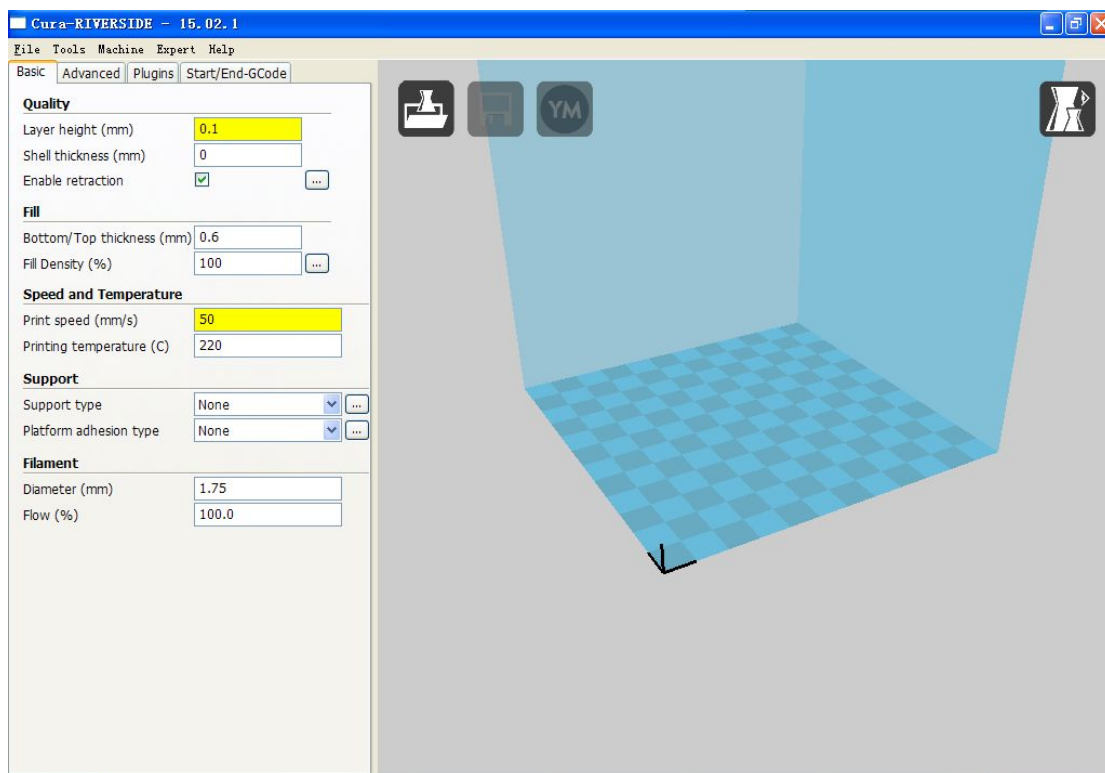 Cura-RIVERSIDE - 15.02.1
File Tools Machine Expert Help
Basic Advanced Plugins Start/End-GCode
Quality
Layer height (mm) 0.1
Shell thickness (mm) 0
Enable retraction ...
Fill
Bottom/Top thickness (mm) 0.6
Fill Density (%) 100 ...
Speed and Temperature
Print speed (mm/s) 50
Printing temperature (C) 220
Support
Support type None ...
Platform adhesion type None ...
Filament
Diameter (mm) 1.75
Flow (%) 100.0
YM